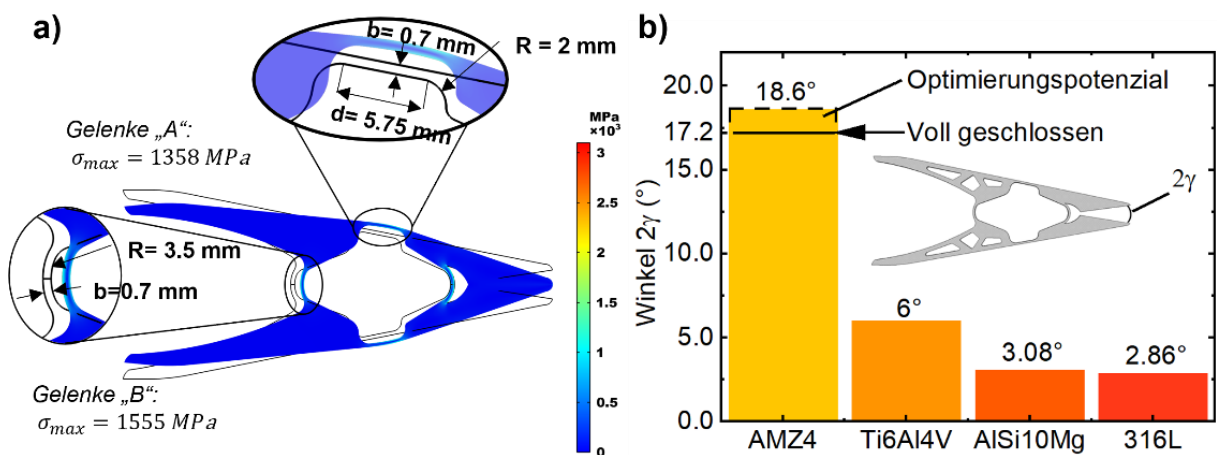 a)
b= 0.7 mm
R = 2 mm
d= 5.75 mm
Gelenke „A“:
σmax = 1358 MPa
R= 3.5 mm
b=0.7 mm
Gelenke „B“:
σmax = 1555 MPa
MPa
×10³
3
2.5
2
1.5
1
0.5
0
b)
Winkel 2γ (°)
20.0
17.2
15.0
10.0
5.0
0.0
18.6°
Optimierungspotenzial
Voll geschlossen
2γ
6°
3.08°
2.86°
AMZ4
Ti6Al4V
AlSi10Mg
316L